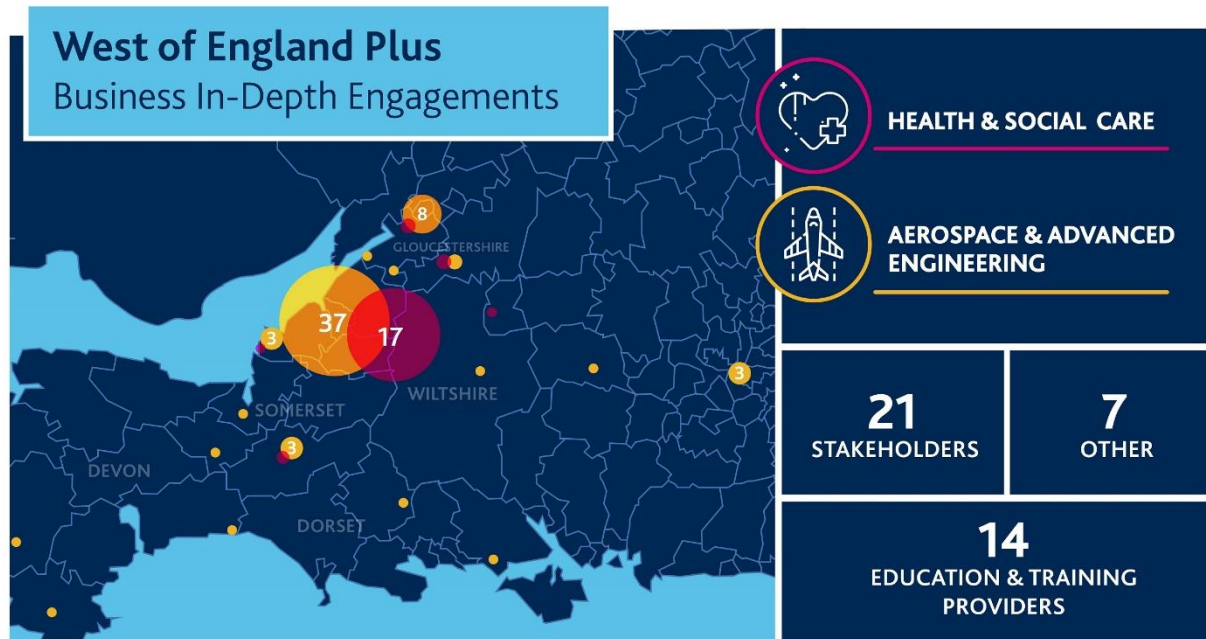 West of England Plus
Business In-Depth Engagements
8
GLOUCESTERSHIRE
37
17
3
WILTSHIRE
3
SOMERSET
3
DEVON
DORSET
HEALTH & SOCIAL CARE
AEROSPACE & ADVANCED
ENGINEERING
21
STAKEHOLDERS
7
OTHER
14
EDUCATION & TRAINING
PROVIDERS